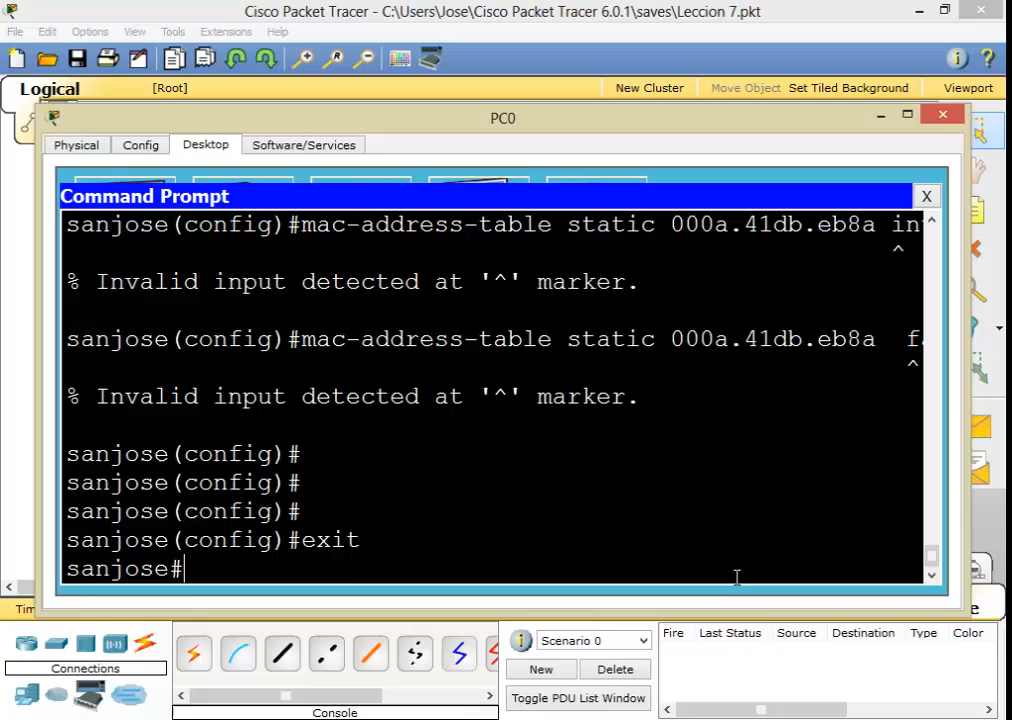 Cisco Packet Tracer - C:\Users\Jose\Cisco Packet Tracer 6.0.1\saves\Leccion 7.pkt
File Edit Options View Tools Extensions Help
Logical [Root] New Cluster Move Object Set Tiled Background Viewport
PC0
Physical Config Desktop Software/Services
Command Prompt X
sanjose(config)#mac-address-table static 000a.41db.eb8a in
^
% Invalid input detected at '^' marker.
sanjose(config)#mac-address-table static 000a.41db.eb8a  fa
^
% Invalid input detected at '^' marker.
sanjose(config)#
sanjose(config)#
sanjose(config)#
sanjose(config)#exit
sanjose#
Tim
Scenario 0
Fire Last Status Source Destination Type Color
Connections
New Delete
Toggle PDU List Window
Console